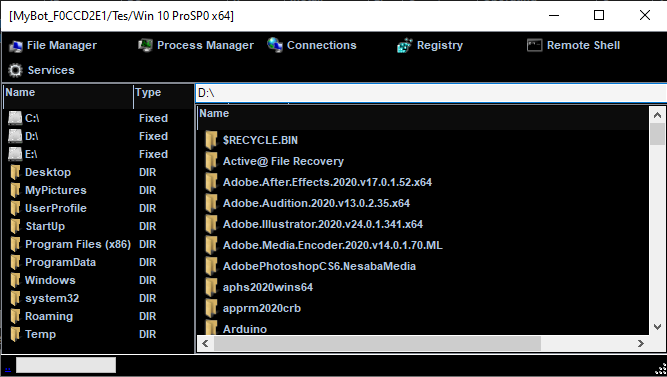 [MyBot_F0CCD2E1/Tes/Win 10 ProSP0 x64]
File Manager Process Manager Connections Registry Remote Shell
Services
Name Type
D:\
Name
C:\ Fixed
D:\ Fixed
E:\ Fixed
Desktop DIR
MyPictures DIR
UserProfile DIR
StartUp DIR
Program Files (x86) DIR
ProgramData DIR
Windows DIR
system32 DIR
Roaming DIR
Temp DIR
$RECYCLE.BIN
Active@ File Recovery
Adobe.After.Effects.2020.v17.0.1.52.x64
Adobe.Audition.2020.v13.0.2.35.x64
Adobe.Illustrator.2020.v24.0.1.341.x64
Adobe.Media.Encoder.2020.v14.0.1.70.ML
AdobePhotoshopCS6.NesabaMedia
aphs2020wins64
apprm2020crb
Arduino